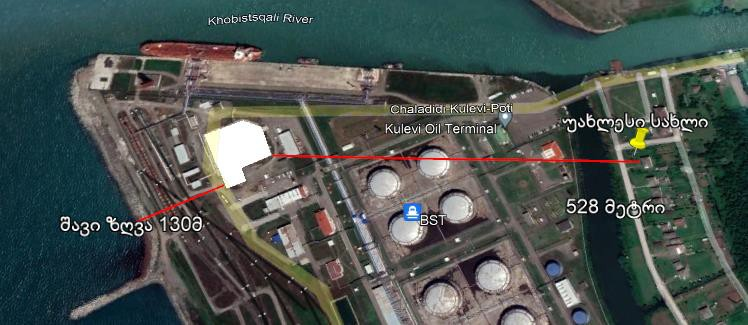 Khobistsqali River
Chaladidi-Kulevi-Poti
Kulevi Oil Terminal
უახლესი სახლი
შავი ზღვა 130მ
528 მეტრი
BST